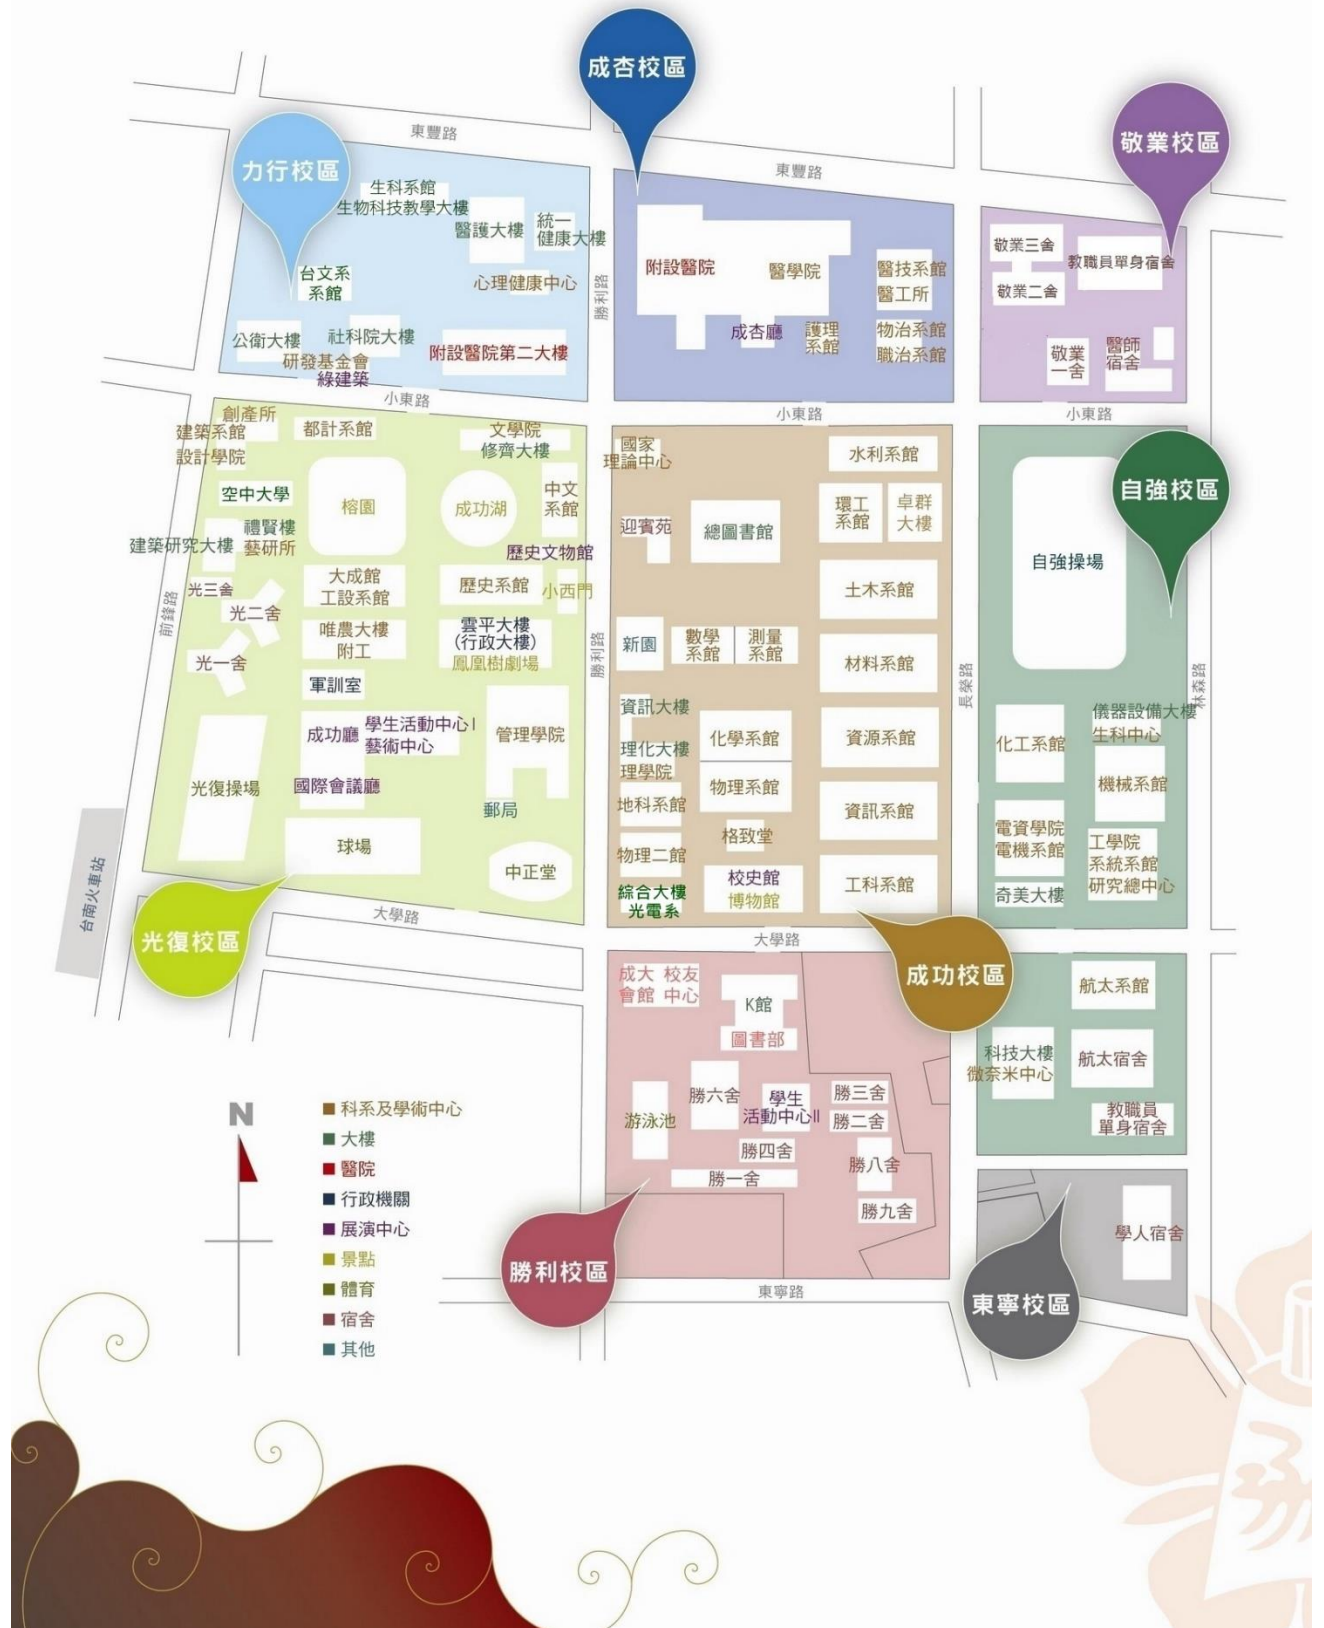 成杏校區
敬業校區
力行校區
東豐路
東豐路
生科系館
生物科技教學大樓
醫護大樓
統一
健康大樓
台文系
系館
心理健康中心
公衛大樓
社科院大樓
研發基金會
綠建築
附設醫院第二大樓
勝利路
附設醫院
醫學院
醫技系館
醫工所
成杏廳
護理
系館
物治系館
職治系館
敬業三舍
教職員單身宿舍
敬業二舍
敬業
一舍
醫師
宿舍
小東路
小東路
小東路
創產所
建築系館
設計學院
都計系館
文學院
修齊大樓
空中大學
榕園
成功湖
中文
系館
禮賢樓
藝研所
建築研究大樓
歷史文物館
光三舍
大成館
工設系館
歷史系館
小西門
前鋒路
光二舍
唯農大樓
附工
雲平大樓
(行政大樓)
鳳凰樹劇場
光一舍
軍訓室
成功廳
學生活動中心I
藝術中心
管理學院
光復操場
國際會議廳
郵局
球場
中正堂
台南火車站
光復校區
大學路
勝利路
國家
理論中心
水利系館
迎賓苑
總圖書館
環工
系館
卓群
大樓
土木系館
新園
數學
系館
測量
系館
材料系館
資訊大樓
理化大樓
理學院
化學系館
資源系館
地科系館
物理系館
資訊系館
物理二館
格致堂
綜合大樓
光電系
校史館
博物館
工科系館
大學路
成功校區
長榮路
自強校區
自強操場
林森路
儀器設備大樓
生科中心
化工系館
機械系館
電資學院
電機系館
工學院
系統系館
研究總中心
奇美大樓
成大
會館
校友
中心
K館
圖書部
航太系館
科技大樓
微奈米中心
航太宿舍
教職員
單身宿舍
游泳池
勝六舍
學生
活動中心II
勝三舍
勝二舍
勝四舍
勝一舍
勝八舍
勝九舍
勝利校區
東寧路
學人宿舍
東寧校區
N
科系及學術中心
大樓
醫院
行政機關
展演中心
景點
體育
宿舍
其他